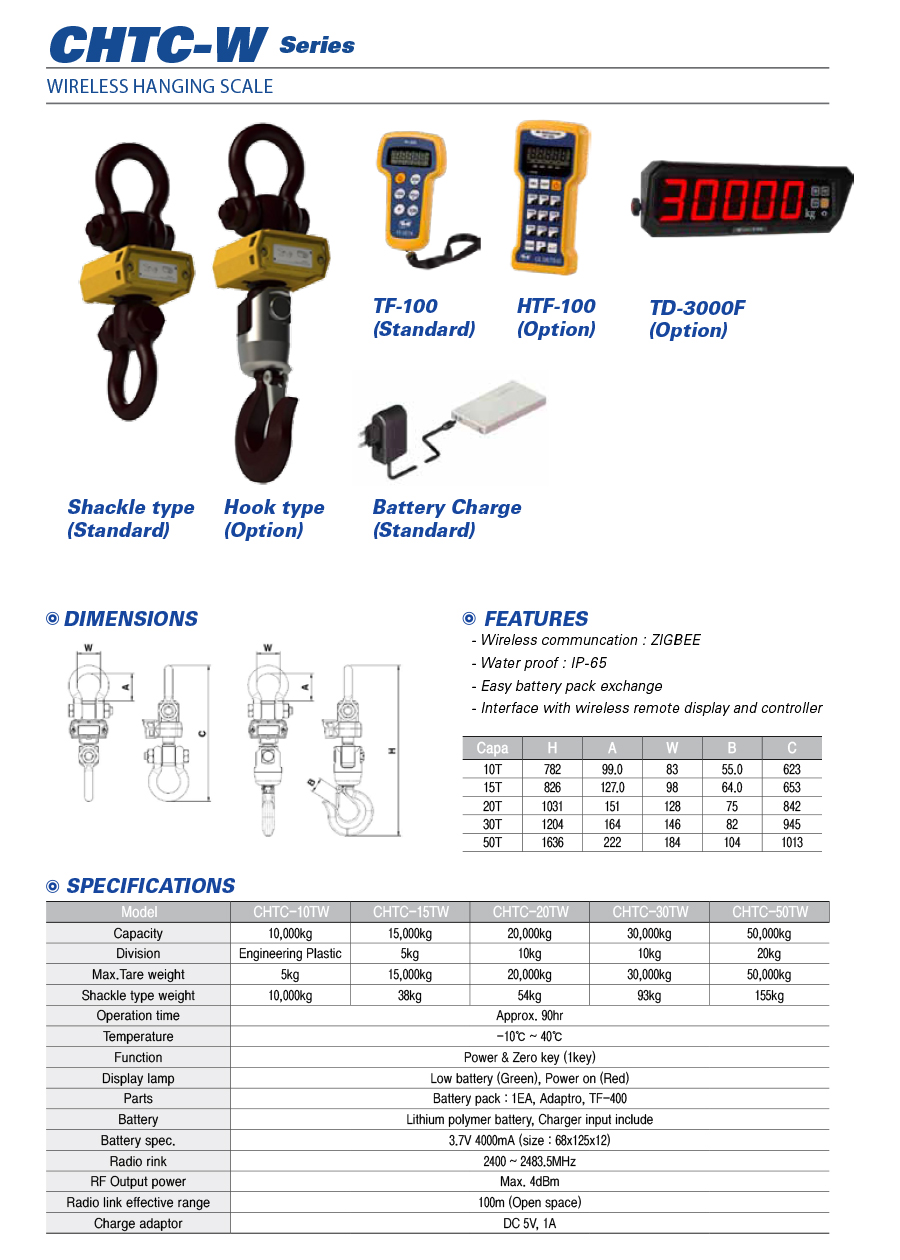 CHTC-W Series
WIRELESS HANGING SCALE
30000
kg
TF-100
(Standard)
HTF-100
(Option)
TD-3000F
(Option)
Shackle type
(Standard)
Hook type
(Option)
Battery Charge
(Standard)
DIMENSIONS
W
A
C
W
A
B
H
FEATURES
- Wireless communcation : ZIGBEE
- Water proof : IP-65
- Easy battery pack exchange
- Interface with wireless remote display and controller
Capa H A W B C
10T 782 99.0 83 55.0 623
15T 826 127.0 98 64.0 653
20T 1031 151 128 75 842
30T 1204 164 146 82 945
50T 1636 222 184 104 1013
SPECIFICATIONS
Model CHTC-10TW CHTC-15TW CHTC-20TW CHTC-30TW CHTC-50TW
Capacity 10,000kg 15,000kg 20,000kg 30,000kg 50,000kg
Division Engineering Plastic 5kg 10kg 10kg 20kg
Max.Tare weight 5kg 15,000kg 20,000kg 30,000kg 50,000kg
Shackle type weight 10,000kg 38kg 54kg 93kg 155kg
Operation time Approx. 90hr
Temperature -10℃ ~ 40℃
Function Power & Zero key (1key)
Display lamp Low battery (Green), Power on (Red)
Parts Battery pack : 1EA, Adaptro, TF-400
Battery Lithium polymer battery, Charger input include
Battery spec. 3.7V 4000mA (size : 68x125x12)
Radio rink 2400 ~ 2483.5MHz
RF Output power Max. 4dBm
Radio link effective range 100m (Open space)
Charge adaptor DC 5V, 1A